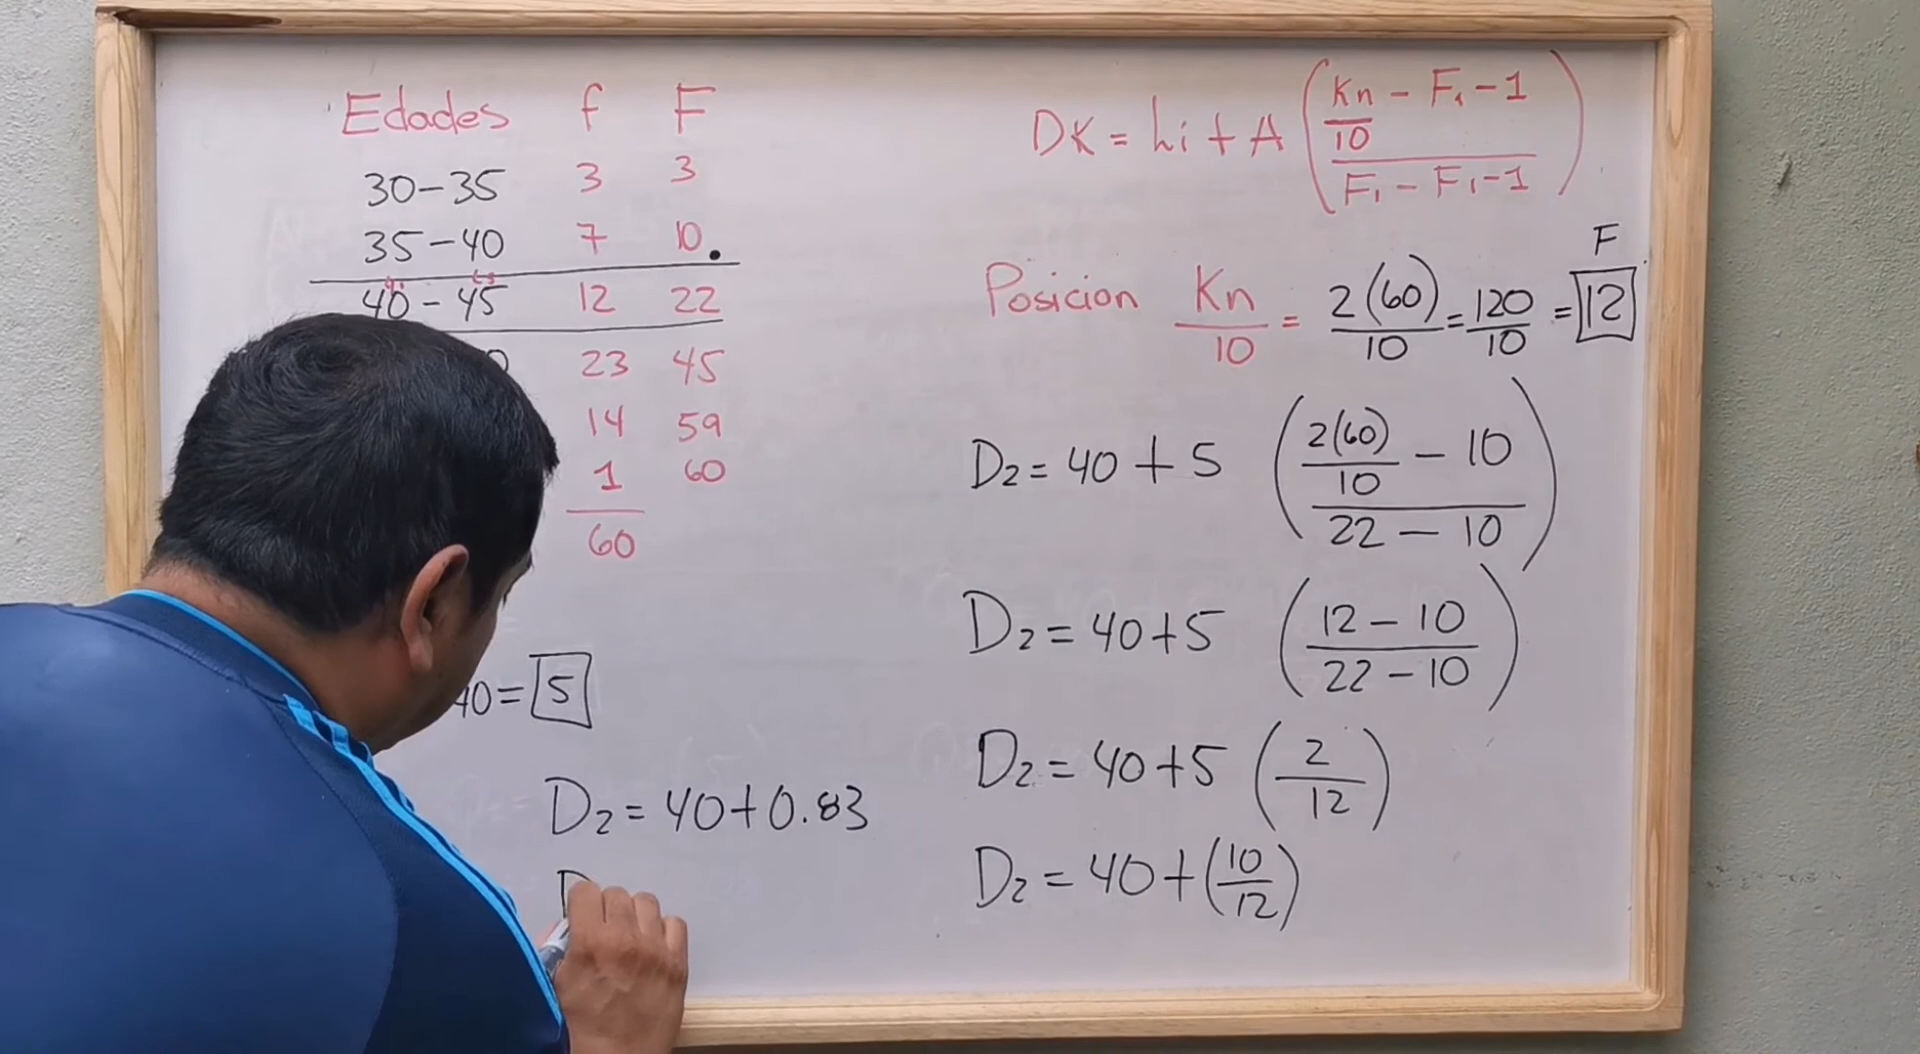 Edades f F
30-35 3 3
35-40 7 10.
Li Ls
40-45 12 22
0 23 45
14 59
1 60
60
40= 5
D2= 40+0.83
D
DK= Li + A (Kn/10 - Fi-1 / Fi - Fi-1)
F
Posicion Kn/10 = 2(60)/10 = 120/10 = 12
D2= 40+5 (2(60)/10 - 10 / 22 - 10)
D2= 40+5 (12-10 / 22-10)
D2= 40+5 (2/12)
D2= 40+(10/12)